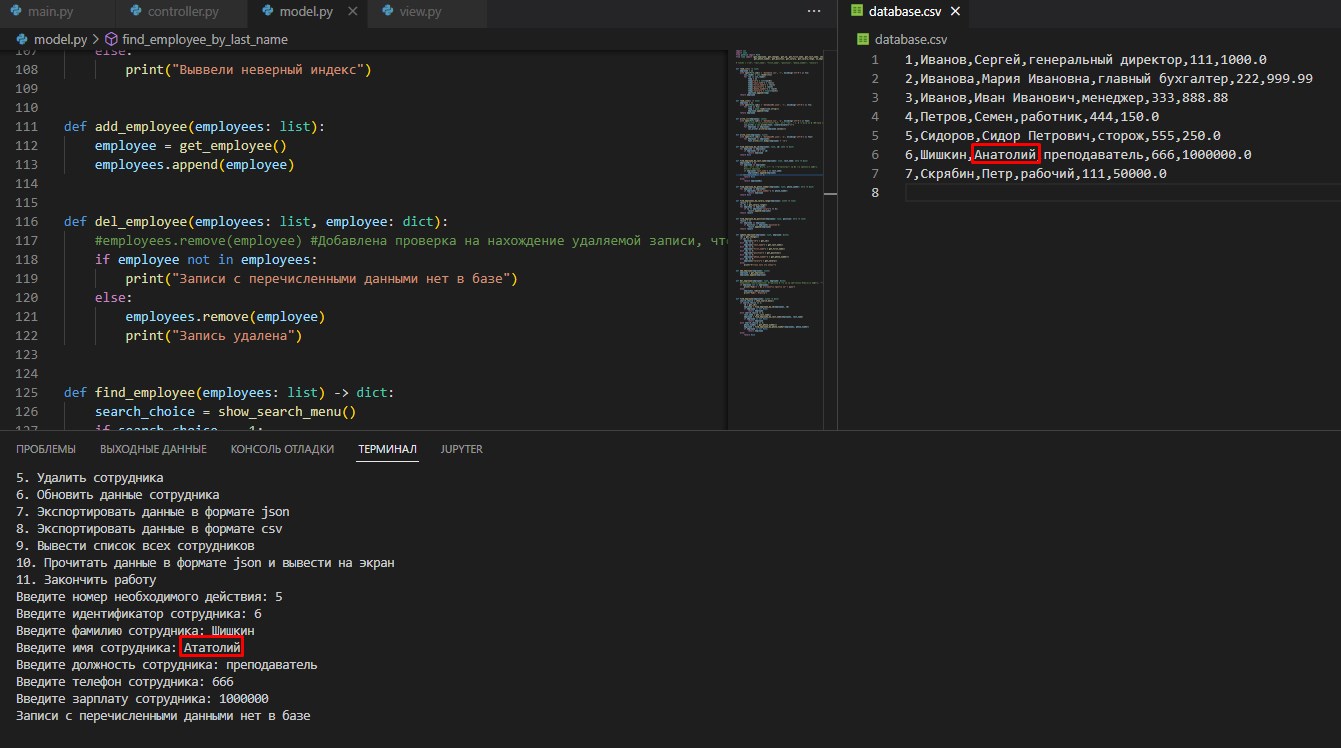 main.py controller.py model.py view.py
model.py > find_employee_by_last_name
107 else:
108 print("Выввели неверный индекс")
109
110
111 def add_employee(employees: list):
112 employee = get_employee()
113 employees.append(employee)
114
115
116 def del_employee(employees: list, employee: dict):
117 #employees.remove(employee) #Добавлена проверка на нахождение удаляемой записи, чт
118 if employee not in employees:
119 print("Записи с перечисленными данными нет в базе")
120 else:
121 employees.remove(employee)
122 print("Запись удалена")
123
124
125 def find_employee(employees: list) -> dict:
126 search_choice = show_search_menu()
127 if search_choice 1:
database.csv
database.csv
1 1,Иванов,Сергей,генеральный директор,111,1000.0
2 2,Иванова,Мария Ивановна,главный бухгалтер,222,999.99
3 3,Иванов,Иван Иванович,менеджер,333,888.88
4 4,Петров,Семен,работник,444,150.0
5 5,Сидоров,Сидор Петрович,сторож,555,250.0
6 6,Шишкин,Анатолий,преподаватель,666,1000000.0
7 7,Скрябин,Петр,рабочий,111,50000.0
8
ПРОБЛЕМЫ ВЫХОДНЫЕ ДАННЫЕ КОНСОЛЬ ОТЛАДКИ ТЕРМИНАЛ JUPYTER
5. Удалить сотрудника
6. Обновить данные сотрудника
7. Экспортировать данные в формате json
8. Экспортировать данные в формате csv
9. Вывести список всех сотрудников
10. Прочитать данные в формате json и вывести на экран
11. Закончить работу
Введите номер необходимого действия: 5
Введите идентификатор сотрудника: 6
Введите фамилию сотрудника: Шишкин
Введите имя сотрудника: Ататолий
Введите должность сотрудника: преподаватель
Введите телефон сотрудника: 666
Введите зарплату сотрудника: 1000000
Записи с перечисленными данными нет в базе